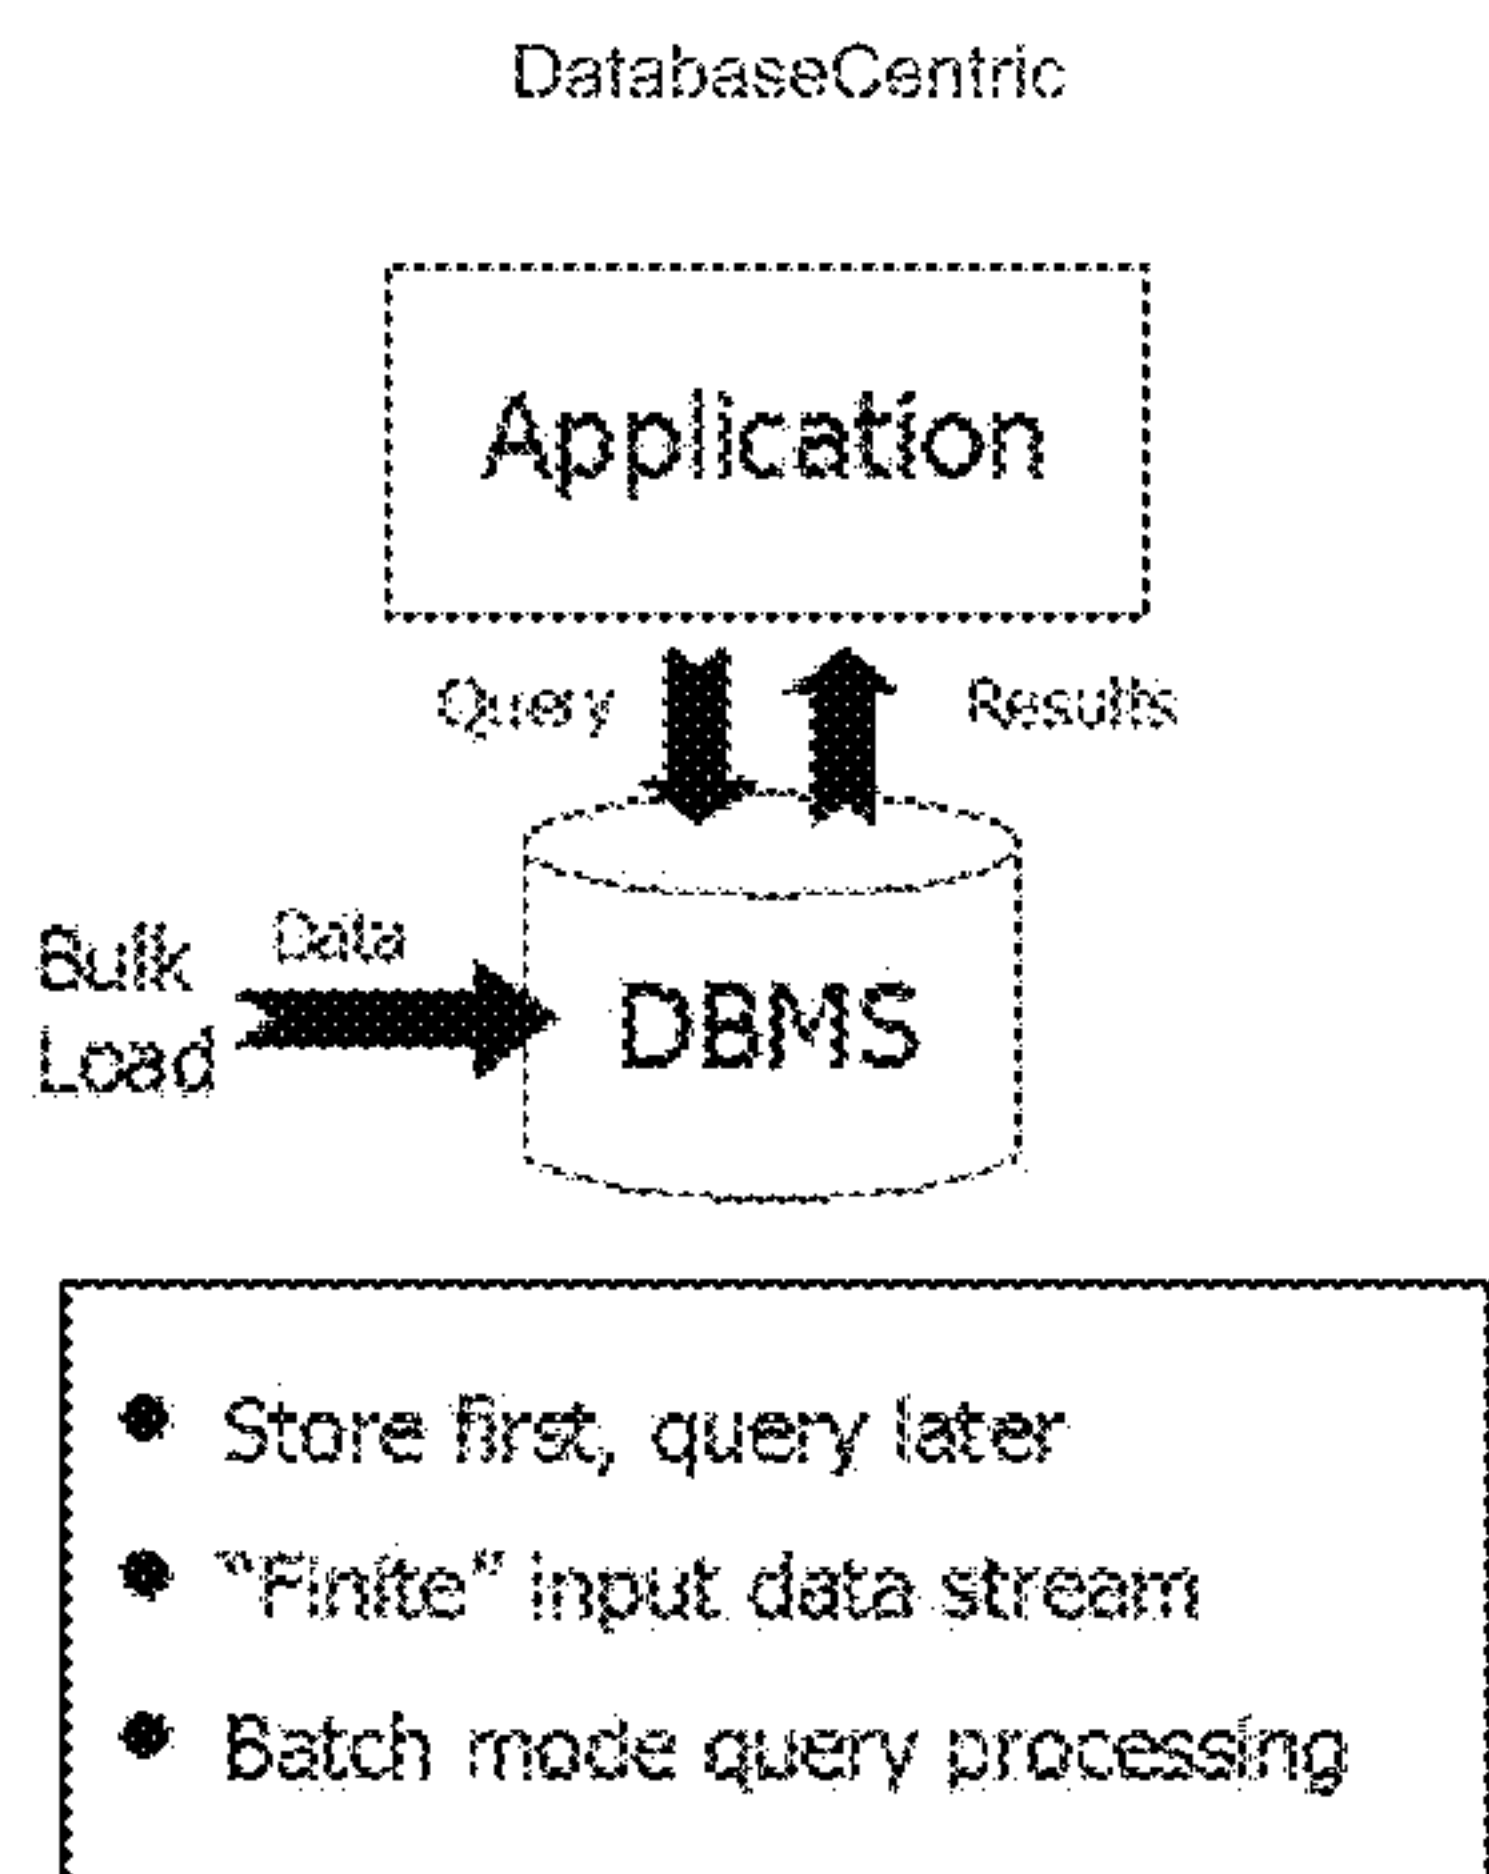 DatabaseCentric
Application
Query
Results
Bulk
Load
Data
DBMS
Store first, query later
"Finite" input data stream
Batch mode query processing